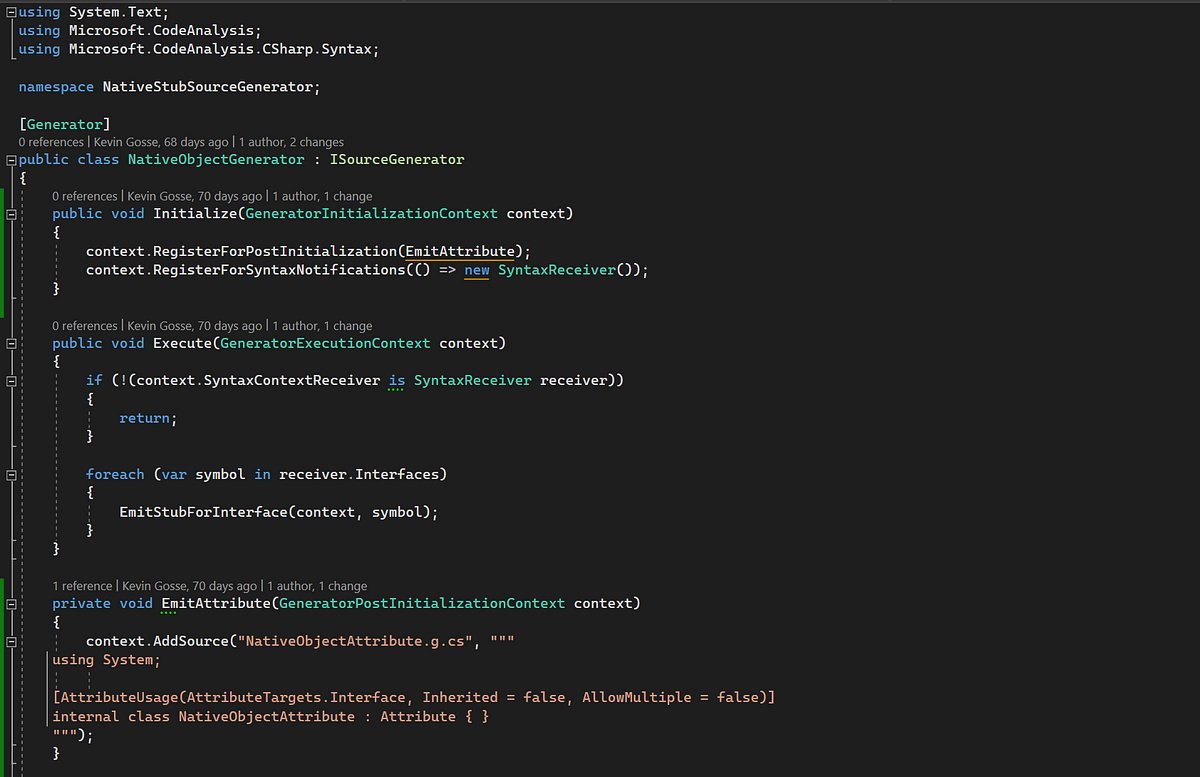 using System.Text;
using Microsoft.CodeAnalysis;
using Microsoft.CodeAnalysis.CSharp.Syntax;

namespace NativeStubSourceGenerator;

[Generator]
0 references | Kevin Gosse, 68 days ago | 1 author, 2 changes
public class NativeObjectGenerator : ISourceGenerator
{
    0 references | Kevin Gosse, 70 days ago | 1 author, 1 change
    public void Initialize(GeneratorInitializationContext context)
    {
        context.RegisterForPostInitialization(EmitAttribute);
        context.RegisterForSyntaxNotifications(() => new SyntaxReceiver());
    }

    0 references | Kevin Gosse, 70 days ago | 1 author, 1 change
    public void Execute(GeneratorExecutionContext context)
    {
        if (!(context.SyntaxContextReceiver is SyntaxReceiver receiver))
        {
            return;
        }

        foreach (var symbol in receiver.Interfaces)
        {
            EmitStubForInterface(context, symbol);
        }
    }

    1 reference | Kevin Gosse, 70 days ago | 1 author, 1 change
    private void EmitAttribute(GeneratorPostInitializationContext context)
    {
        context.AddSource("NativeObjectAttribute.g.cs", """
    using System;

    [AttributeUsage(AttributeTargets.Interface, Inherited = false, AllowMultiple = false)]
    internal class NativeObjectAttribute : Attribute { }
    """);
    }